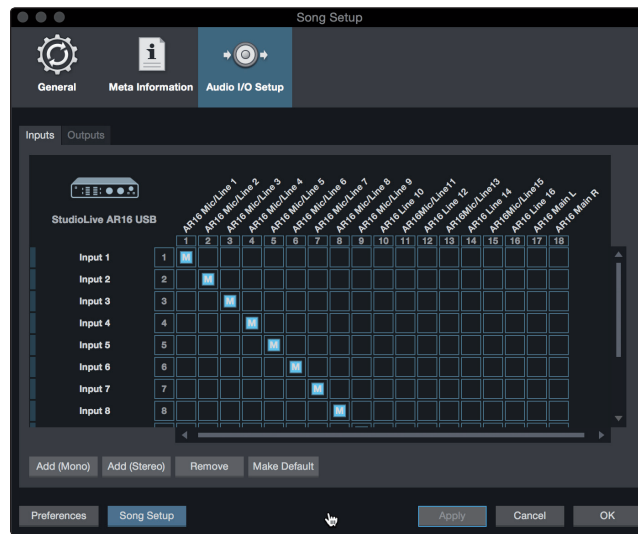 Song Setup
General Meta Information Audio I/O Setup
Inputs Outputs
StudioLive AR16 USB
AR16 Mic/Line 1
AR16 Mic/Line 2
AR16 Mic/Line 3
AR16 Mic/Line 4
AR16 Mic/Line 5
AR16 Mic/Line 6
AR16 Mic/Line 7
AR16 Mic/Line 8
AR16 Mic/Line 9
AR16 Line 10
AR16Mic/Line11
AR16 Line 12
AR16Mic/Line13
AR16 Line 14
AR16Mic/Line15
AR16 Line 16
AR16 Main L
AR16 Main R
1 2 3 4 5 6 7 8 9 10 11 12 13 14 15 16 17 18
Input 1 1 M
Input 2 2 M
Input 3 3 M
Input 4 4 M
Input 5 5 M
Input 6 6 M
Input 7 7 M
Input 8 8 M
Add (Mono) Add (Stereo) Remove Make Default
Preferences Song Setup Apply Cancel OK